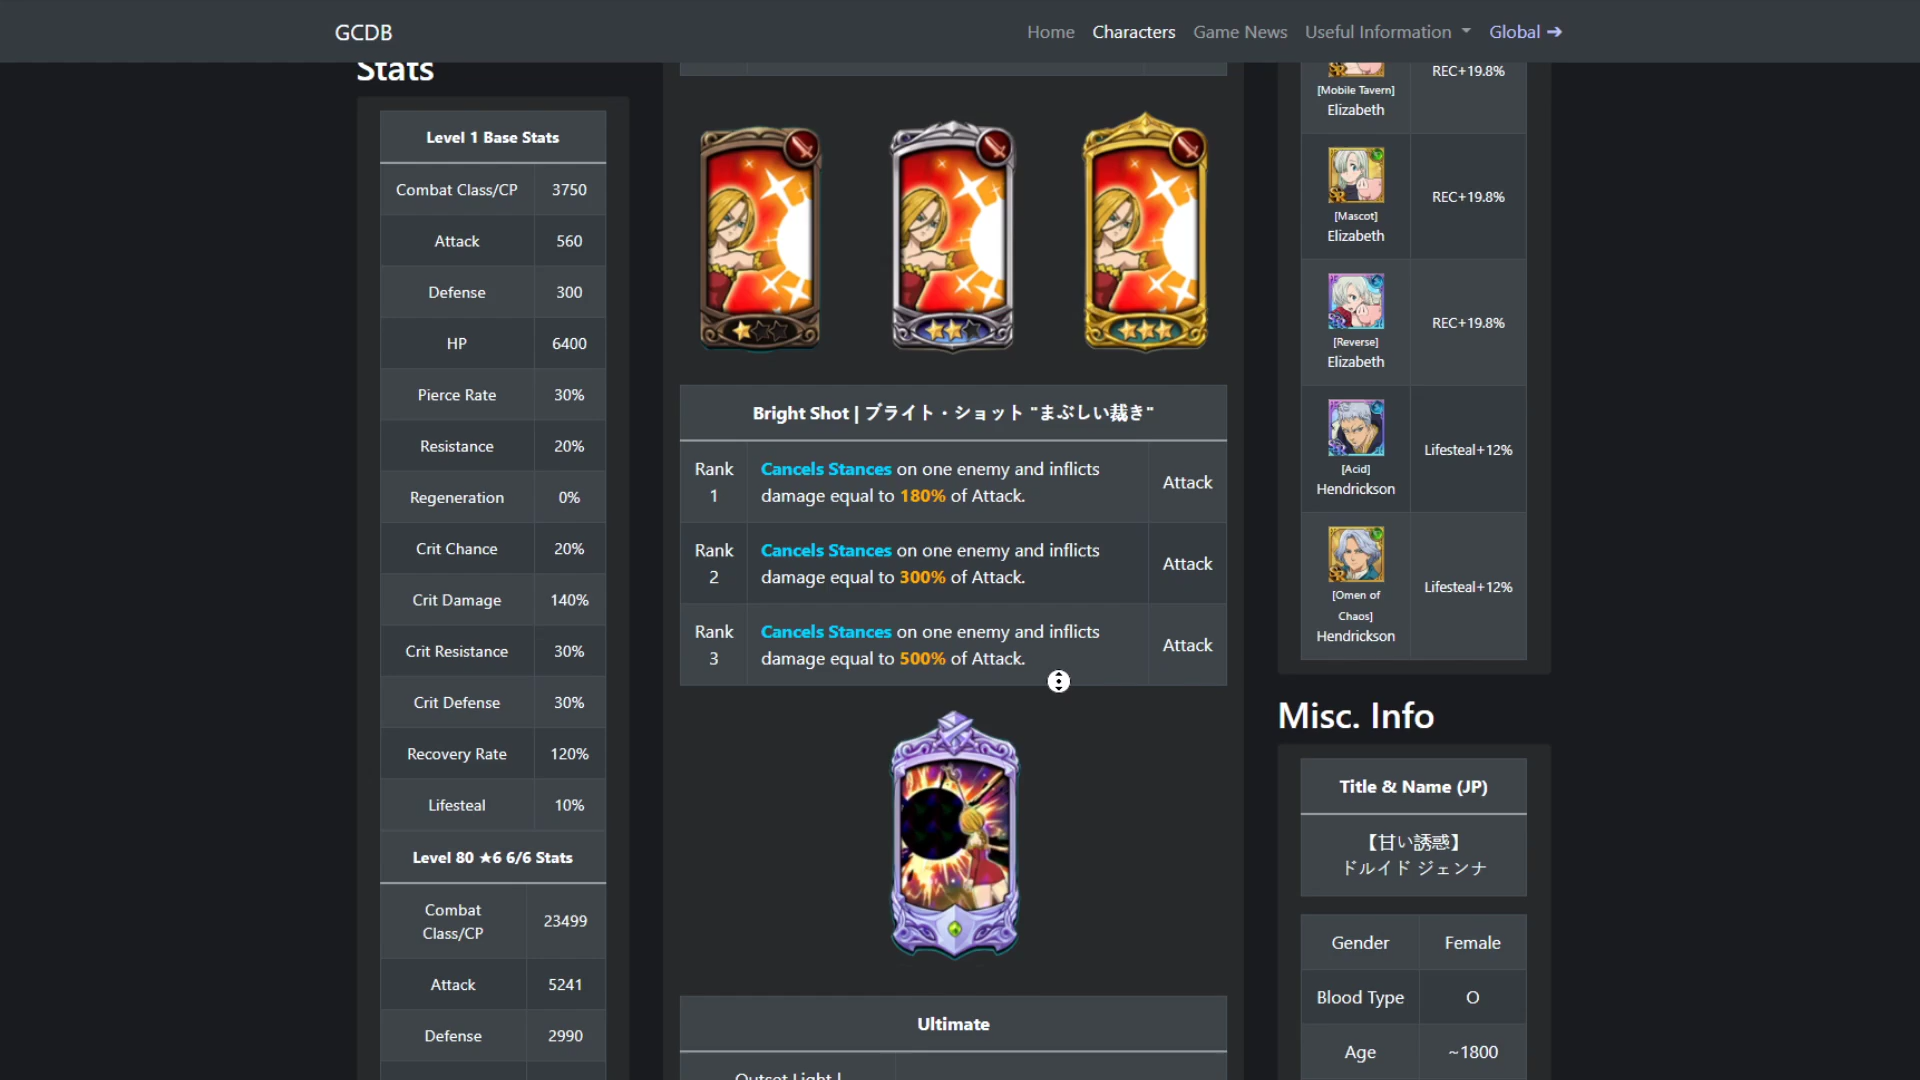 GCDB
Home
Characters
Game News
Useful Information
Global ➔
Stats
Level 1 Base Stats
Combat Class/CP 3750
Attack 560
Defense 300
HP 6400
Pierce Rate 30%
Resistance 20%
Regeneration 0%
Crit Chance 20%
Crit Damage 140%
Crit Resistance 30%
Crit Defense 30%
Recovery Rate 120%
Lifesteal 10%
Level 80 ★6 6/6 Stats
Combat
Class/CP
23499
Attack 5241
Defense 2990
Bright Shot | ブライト・ショット "まぶしい裁き"
Rank
1
Cancels Stances on one enemy and inflicts
damage equal to 180% of Attack.
Attack
Rank
2
Cancels Stances on one enemy and inflicts
damage equal to 300% of Attack.
Attack
Rank
3
Cancels Stances on one enemy and inflicts
damage equal to 500% of Attack.
Attack
Ultimate
Outset Light |
SR
[Mobile Tavern]
Elizabeth
REC+19.8%
SR
[Mascot]
Elizabeth
REC+19.8%
[Reverse]
Elizabeth
REC+19.8%
[Acid]
Hendrickson
Lifesteal+12%
SR
[Omen of
Chaos]
Hendrickson
Lifesteal+12%
Misc. Info
Title & Name (JP)
【甘い誘惑】
ドルイド ジェンナ
Gender Female
Blood Type O
Age ~1800